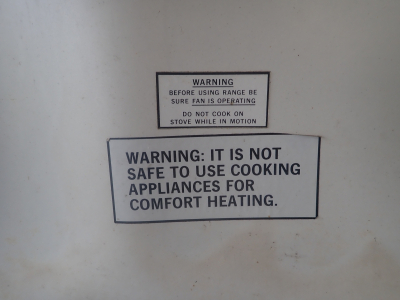 WARNING
BEFORE USING RANGE BE
SURE FAN IS OPERATING
DO NOT COOK ON
STOVE WHILE IN MOTION
WARNING: IT IS NOT
SAFE TO USE COOKING
APPLIANCES FOR
COMFORT HEATING.